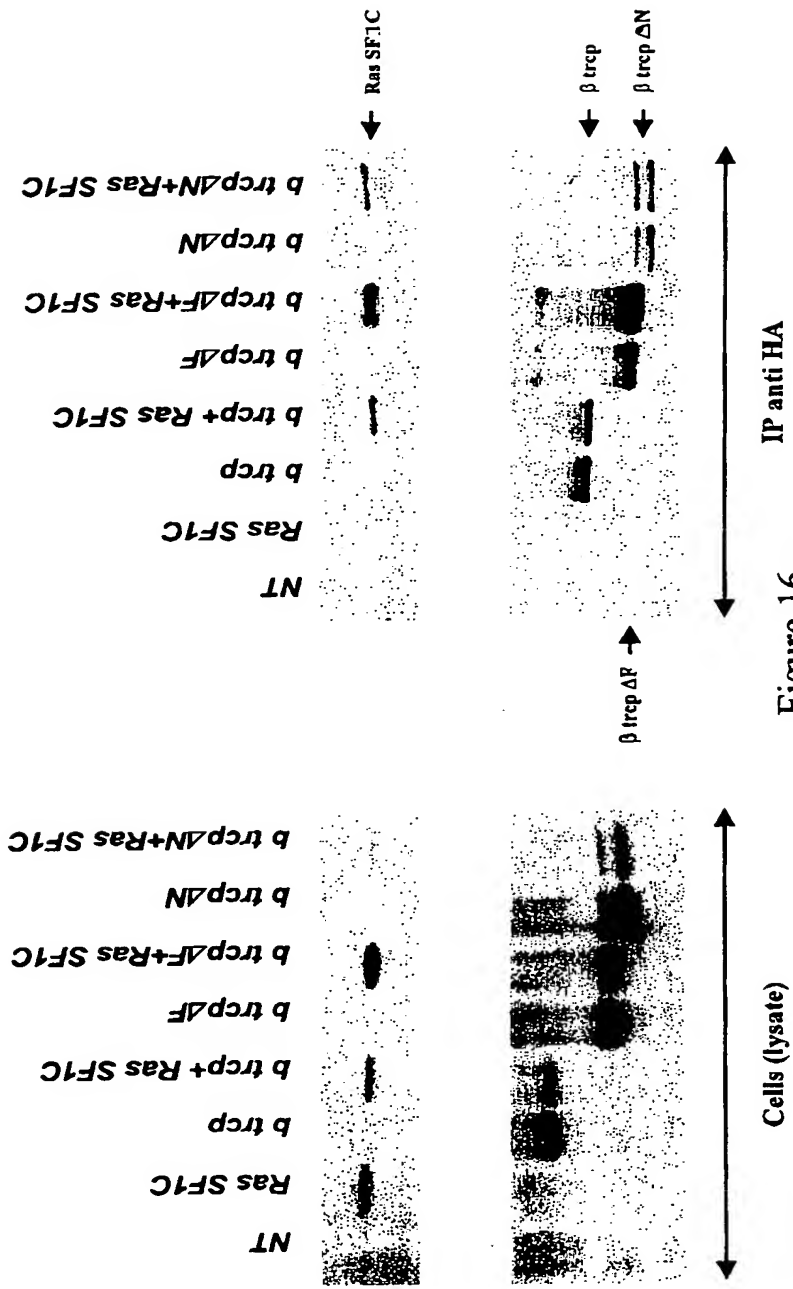 NT
Ras SF1C
b trcp
b trcp+ Ras SF1C
b trcpΔF
b trcpΔF+Ras SF1C
b trcpΔN
b trcpΔN+Ras SF1C
Cells (lysate)
β trcp ΔF
NT
Ras SF1C
b trcp
b trcp+ Ras SF1C
b trcpΔF
b trcpΔF+Ras SF1C
b trcpΔN
b trcpΔN+Ras SF1C
Ras SF1C
β trcp
β trcp ΔN
IP anti HA
Figure 16